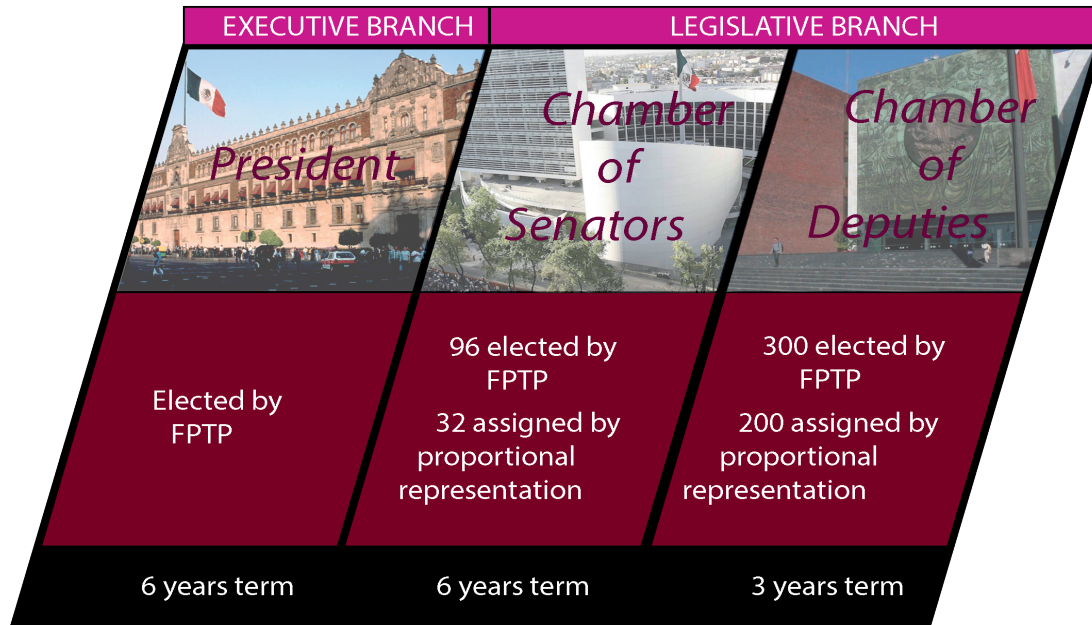 EXECUTIVE BRANCH
LEGISLATIVE BRANCH
President
Chamber
of
Senators
Chamber
of
Deputies
Elected by
FPTP
96 elected by
FPTP
32 assigned by
proportional
representation
300 elected by
FPTP
200 assigned by
proportional
representation
6 years term
6 years term
3 years term